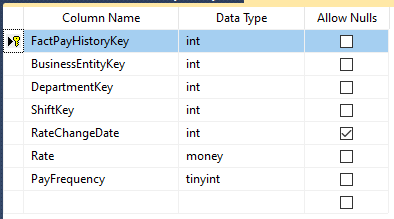 Column Name Data Type Allow Nulls
FactPayHistoryKey int
BusinessEntityKey int
DepartmentKey int
ShiftKey int
RateChangeDate int
Rate money
PayFrequency tinyint